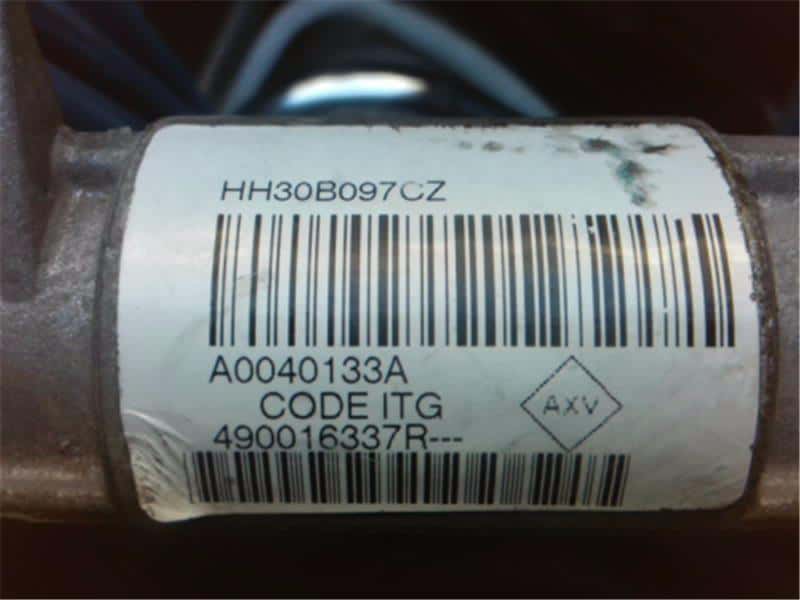 HH30B097CZ
A0040133A
CODE ITG
AXV
490016337R---